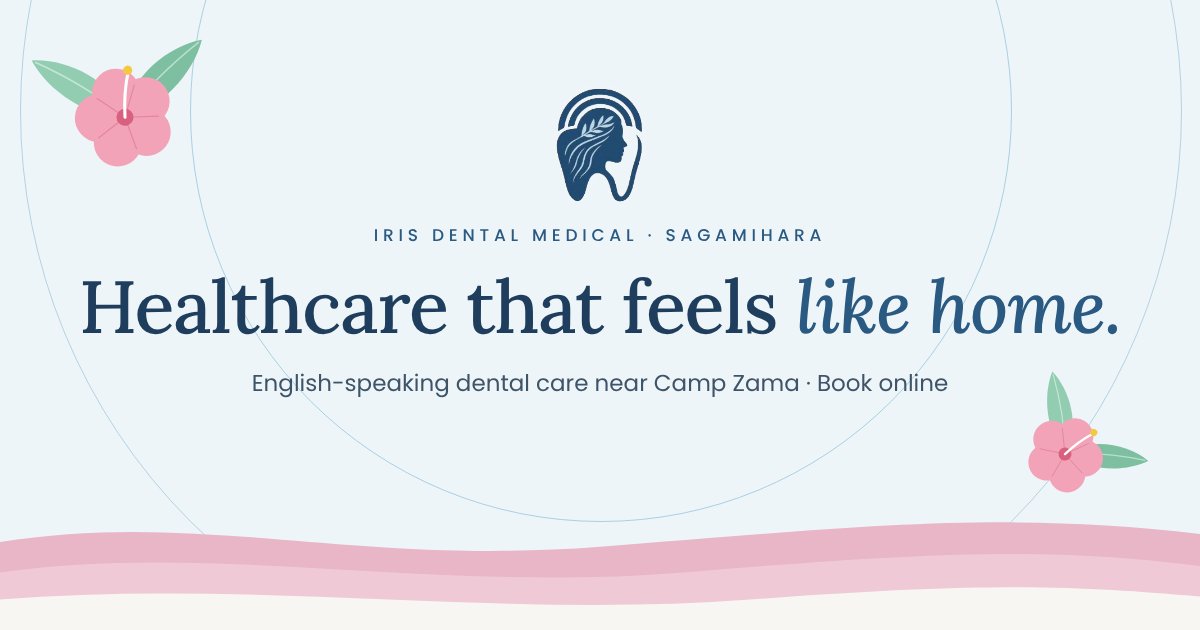 IRIS DENTAL MEDICAL · SAGAMIHARA
Healthcare that feels like home.
English-speaking dental care near Camp Zama · Book online